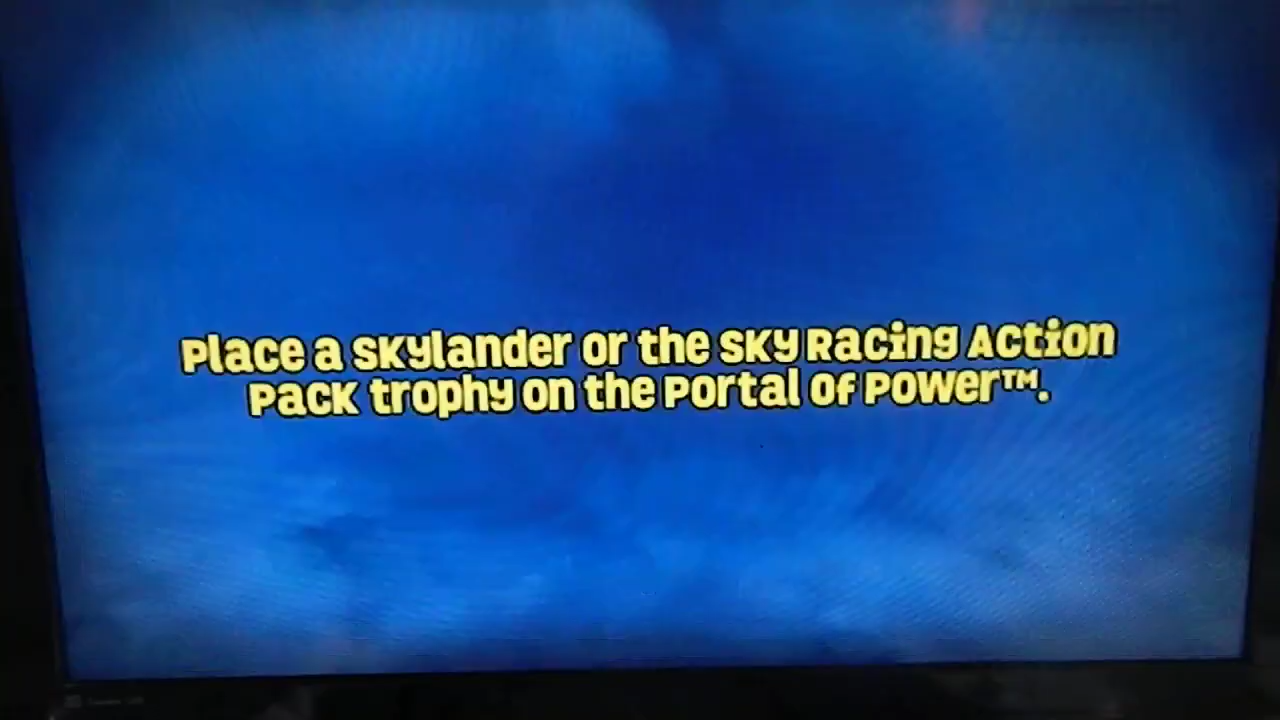 Place a Skylander or the Sky Racing Action
Pack trophy on the Portal of Power™.